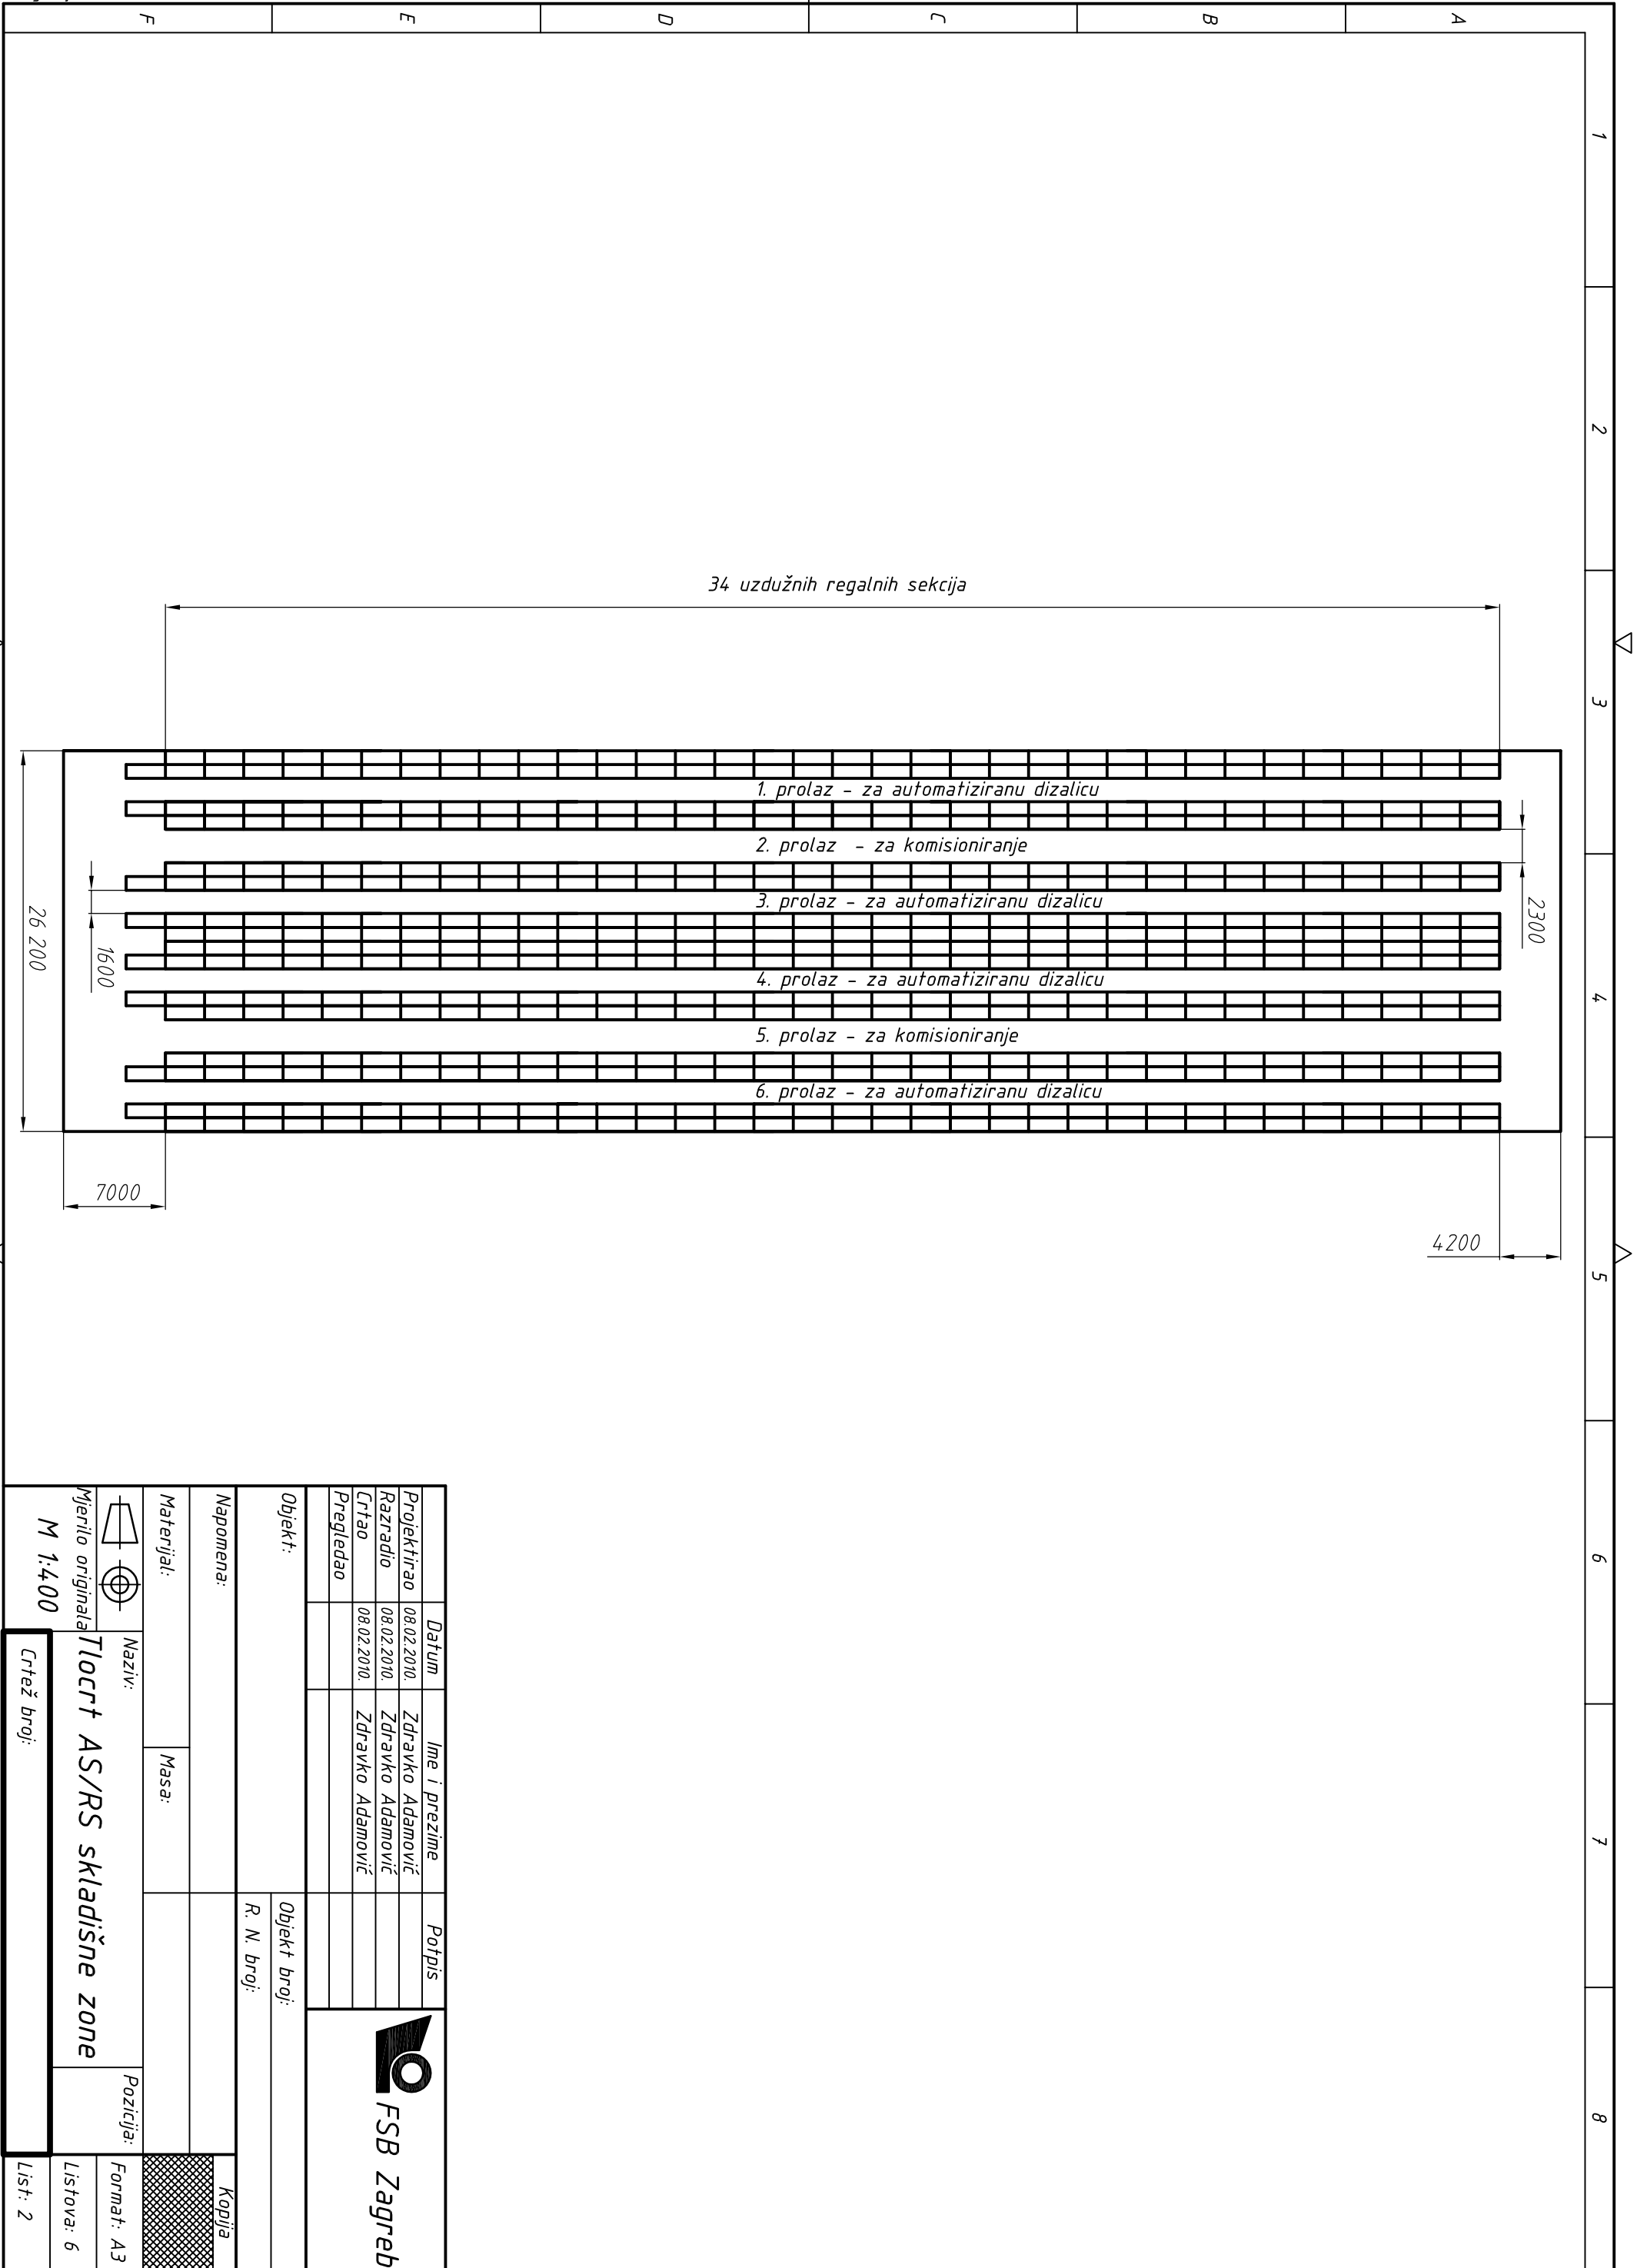 F
E
D
C
B
A
1
2
3
4
5
6
7
8
34 uzdužnih regalnih sekcija
1. prolaz - za automatiziranu dizalicu
2. prolaz - za komisioniranje
3. prolaz - za automatiziranu dizalicu
4. prolaz - za automatiziranu dizalicu
5. prolaz - za komisioniranje
6. prolaz - za automatiziranu dizalicu
2300
1600
26 200
7000
4200
Datum
Ime i prezime
Potpis
Projektirao
08.02.2010.
Zdravko Adamović
Razradio
08.02.2010.
Zdravko Adamović
Crtao
08.02.2010.
Zdravko Adamović
Pregledao
FSB Zagreb
Objekt:
Objekt broj:
R. N. broj:
Napomena:
Kopija
Materijal:
Masa:
Naziv:
Tlocrt AS/RS skladišne zone
Pozicija:
Format: A3
Mjerilo originala
M 1:400
Listova: 6
Crtež broj:
List: 2